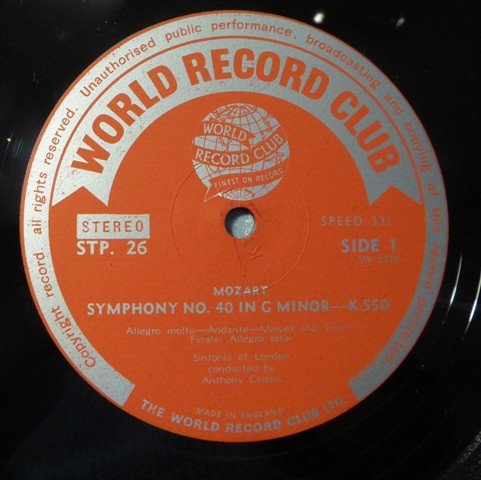 Copyright record all rights reserved. Unauthorised public performance, broadcasting and copying of this record
WORLD RECORD CLUB
WORLD
RECORD CLUB
FINEST ON RECORD
STEREO
STP. 26
SPEED 33⅓
SIDE 1
MOZART
SYMPHONY NO. 40 IN G MINOR—K.550
Allegro molto—Andante—Minuet and Trio—
Finale: Allegro assai
Sinfonia of London
conducted by
Anthony Collins
MADE IN ENGLAND
THE WORLD RECORD CLUB LTD.